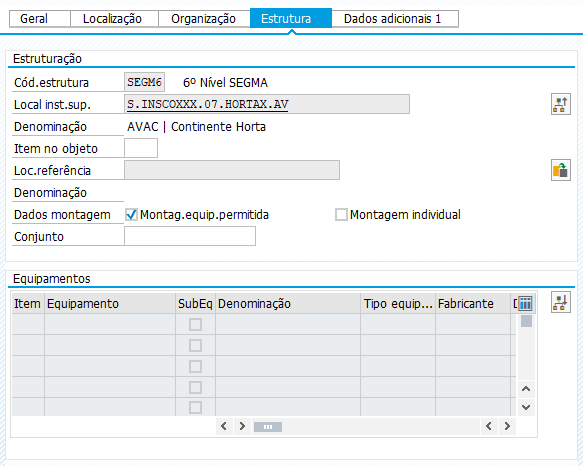 Geral Localização Organização Estrutura Dados adicionais 1
Estruturação
Cód.estrutura SEGM6 6º Nível SEGMA
Local inst.sup. S.INSCOXXX.07.HORTAX.AV
Denominação AVAC | Continente Horta
Item no objeto
Loc.referência
Denominação
Dados montagem Montag.equip.permitida Montagem individual
Conjunto
Equipamentos
Item Equipamento SubEq Denominação Tipo equip... Fabricante